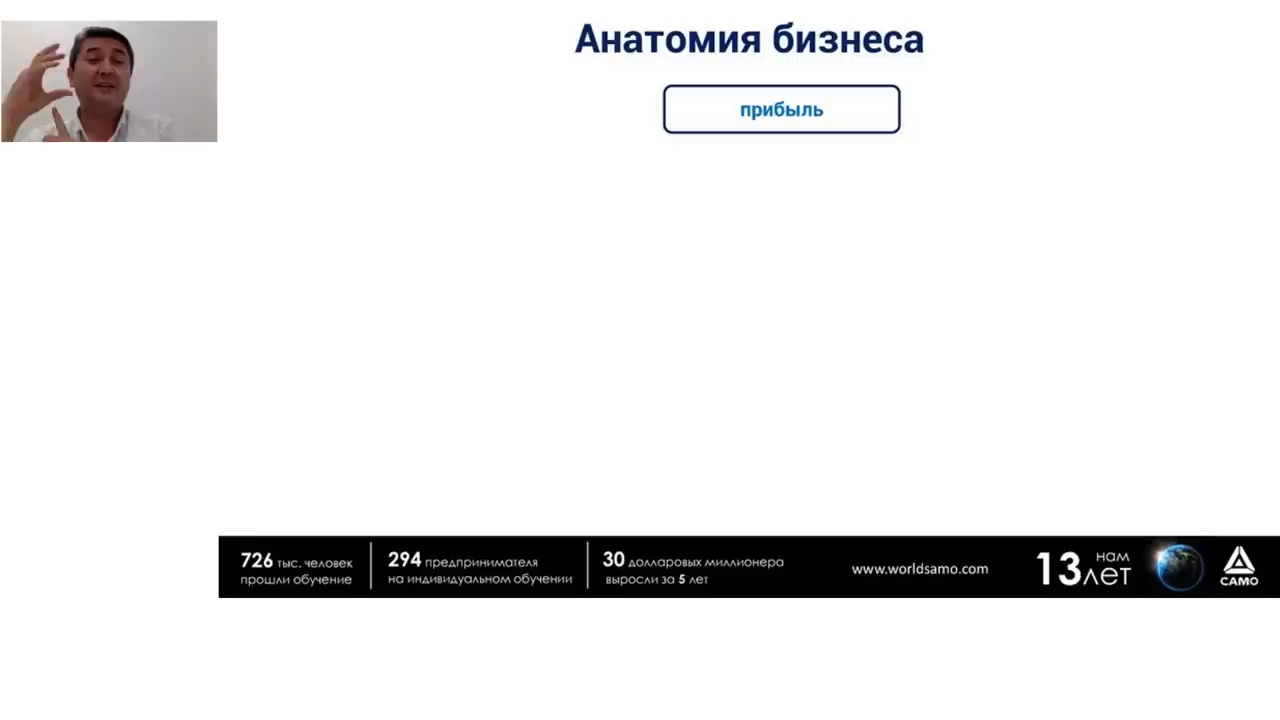 Анатомия бизнеса
прибыль
726 тыс. человек
прошли обучение
294 предпринимателя
на индивидуальном обучении
30 долларовых миллионера
выросли за 5 лет
www.worldsamo.com
13 нам
лет
САМО